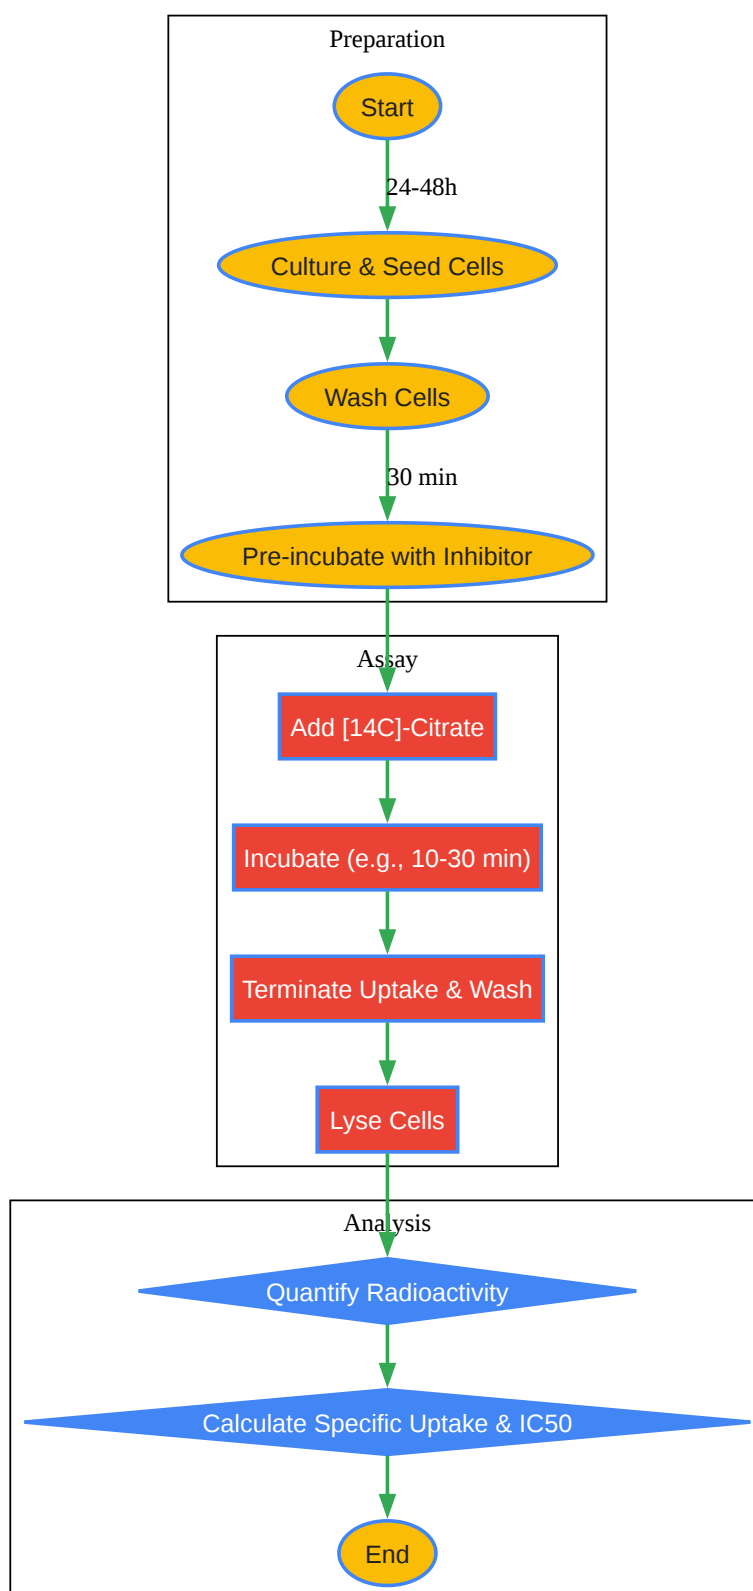 Preparation
Start
24-48h
Culture & Seed Cells
Wash Cells
30 min
Pre-incubate with Inhibitor
Assay
Add [14C]-Citrate
Incubate (e.g., 10-30 min)
Terminate Uptake & Wash
Lyse Cells
Analysis
Quantify Radioactivity
Calculate Specific Uptake & IC50
End